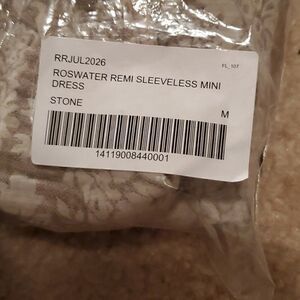 RRJUL2026 FL_107
ROSWATER REMI SLEEVELESS MINI
DRESS
STONE M
14119008440001